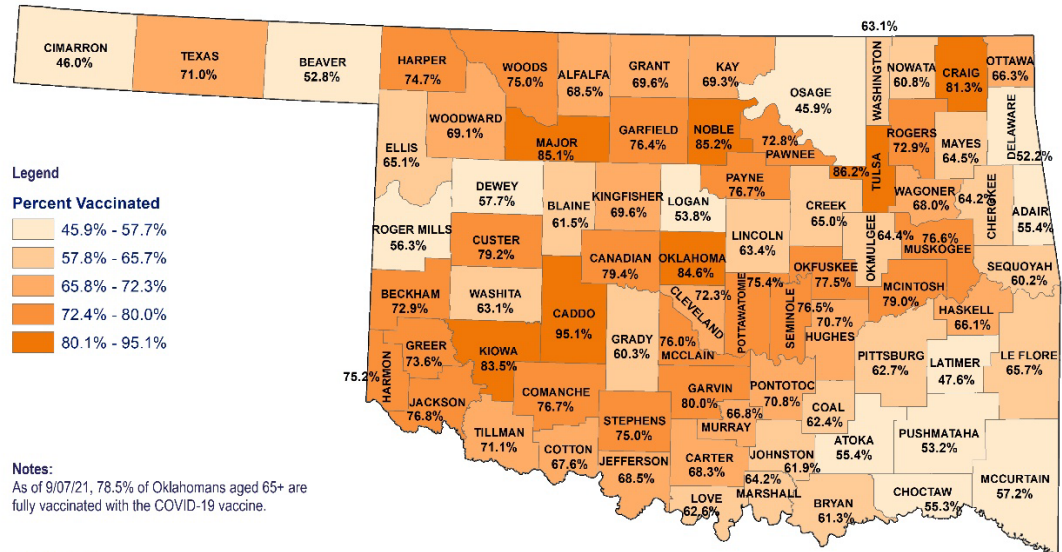 63.1%
CIMARRON
46.0%
TEXAS
71.0%
BEAVER
52.8%
HARPER
74.7%
WOODS
75.0%
ALFALFA
68.5%
GRANT
69.6%
KAY
69.3%
OSAGE
45.9%
WASHINGTON
NOWATA
60.8%
CRAIG
81.3%
OTTAWA
66.3%
WOODWARD
69.1%
ELLIS
65.1%
MAJOR
85.1%
GARFIELD
76.4%
NOBLE
85.2%
72.8%
PAWNEE
PAYNE
76.7%
86.2%
TULSA
ROGERS
72.9%
MAYES
64.5%
DELAWARE
52.2%
Legend
Percent Vaccinated
45.9% - 57.7%
57.8% - 65.7%
65.8% - 72.3%
72.4% - 80.0%
80.1% - 95.1%
ROGER MILLS
56.3%
DEWEY
57.7%
BLAINE
61.5%
KINGFISHER
69.6%
LOGAN
53.8%
LINCOLN
63.4%
CREEK
65.0%
WAGONER
68.0%
64.2%
CHEROKEE
ADAIR
55.4%
CUSTER
79.2%
CANADIAN
79.4%
OKLAHOMA
84.6%
OKFUSKEE
77.5%
OKMULGEE
64.4%
76.6%
MUSKOGEE
SEQUOYAH
60.2%
BECKHAM
72.9%
WASHITA
63.1%
CADDO
95.1%
GRADY
60.3%
72.3%
CLEVELAND
75.4%
POTTAWATOMIE
SEMINOLE
76.5%
70.7%
HUGHES
MCINTOSH
79.0%
HASKELL
66.1%
75.2%
HARMON
GREER
73.6%
KIOWA
83.5%
76.0%
MCCLAIN
PITTSBURG
62.7%
LATIMER
47.6%
LE FLORE
65.7%
JACKSON
76.8%
COMANCHE
76.7%
GARVIN
80.0%
PONTOTOC
70.8%
COAL
62.4%
TILLMAN
71.1%
COTTON
67.6%
STEPHENS
75.0%
66.8%
MURRAY
ATOKA
55.4%
PUSHMATAHA
53.2%
JEFFERSON
68.5%
CARTER
68.3%
JOHNSTON
61.9%
64.2%
MARSHALL
LOVE
62.6%
BRYAN
61.3%
CHOCTAW
55.3%
MCCURTAIN
57.2%
Notes:
As of 9/07/21, 78.5% of Oklahomans aged 65+ are
fully vaccinated with the COVID-19 vaccine.